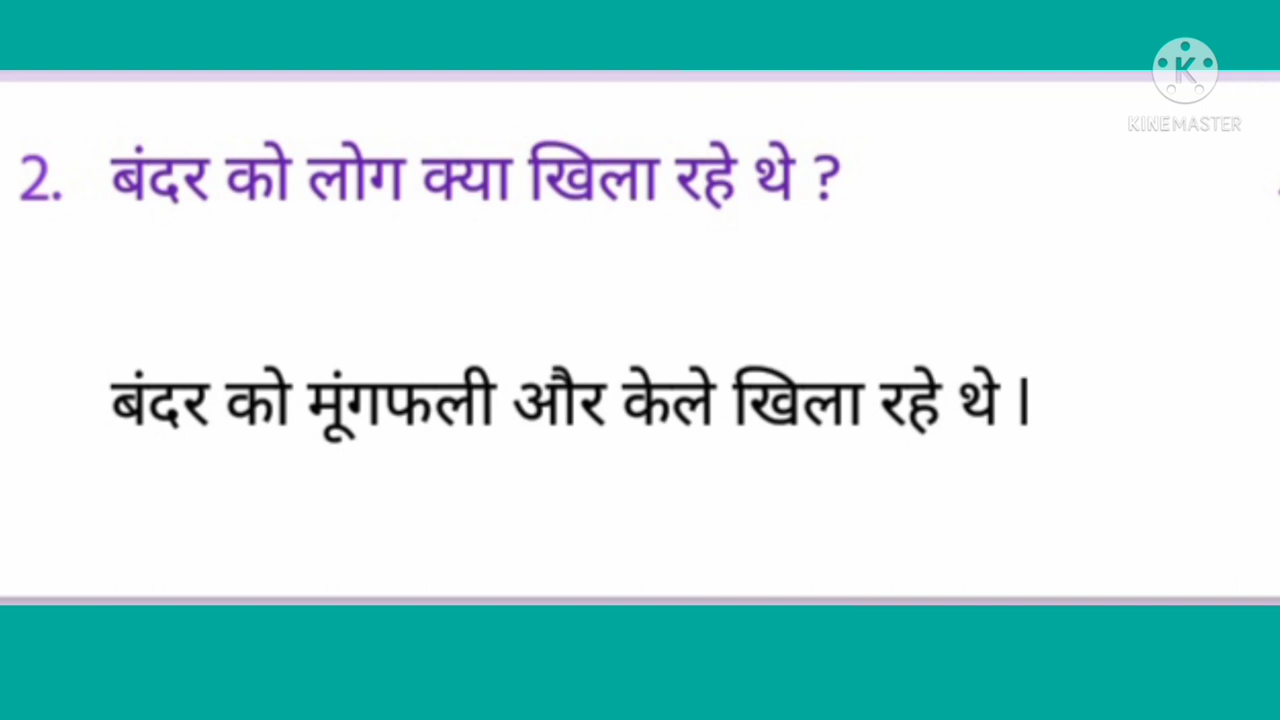 KINEMASTER
2. बंदर को लोग क्या खिला रहे थे ?
बंदर को मूंगफली और केले खिला रहे थे l